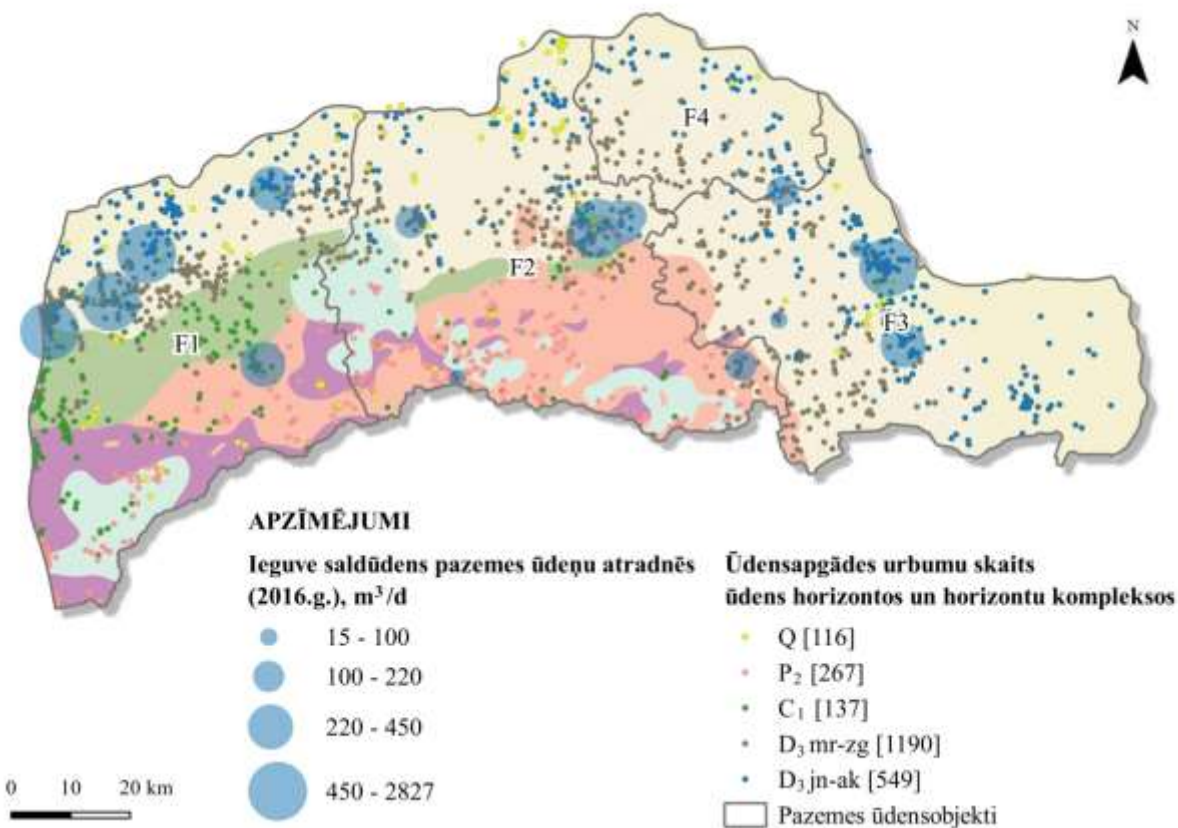 N
F4
F2
F3
F1
APZĪMĒJUMI
Ieguve saldūdens pazemes ūdeņu atradnēs
(2016.g.), m³/d
15 - 100
100 - 220
220 - 450
450 - 2827
0 10 20 km
Ūdensapgādes urbumu skaits
ūdens horizontos un horizontu kompleksos
Q [116]
P₂ [267]
C₁ [137]
D₃ mr-zg [1190]
D₃ jn-ak [549]
Pazemes ūdensobjekti